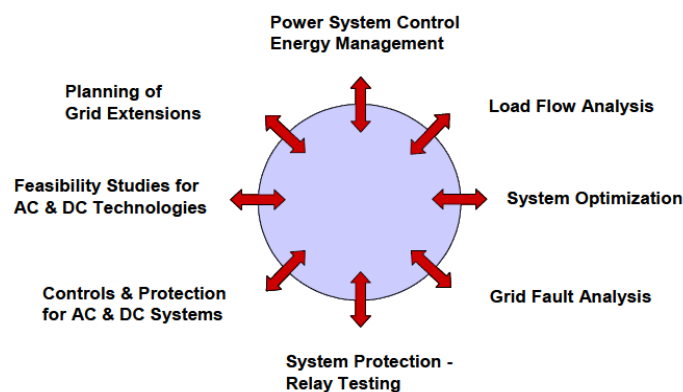 Power System Control
Energy Management
Planning of
Grid Extensions
Load Flow Analysis
Feasibility Studies for
AC & DC Technologies
System Optimization
Controls & Protection
for AC & DC Systems
Grid Fault Analysis
System Protection -
Relay Testing